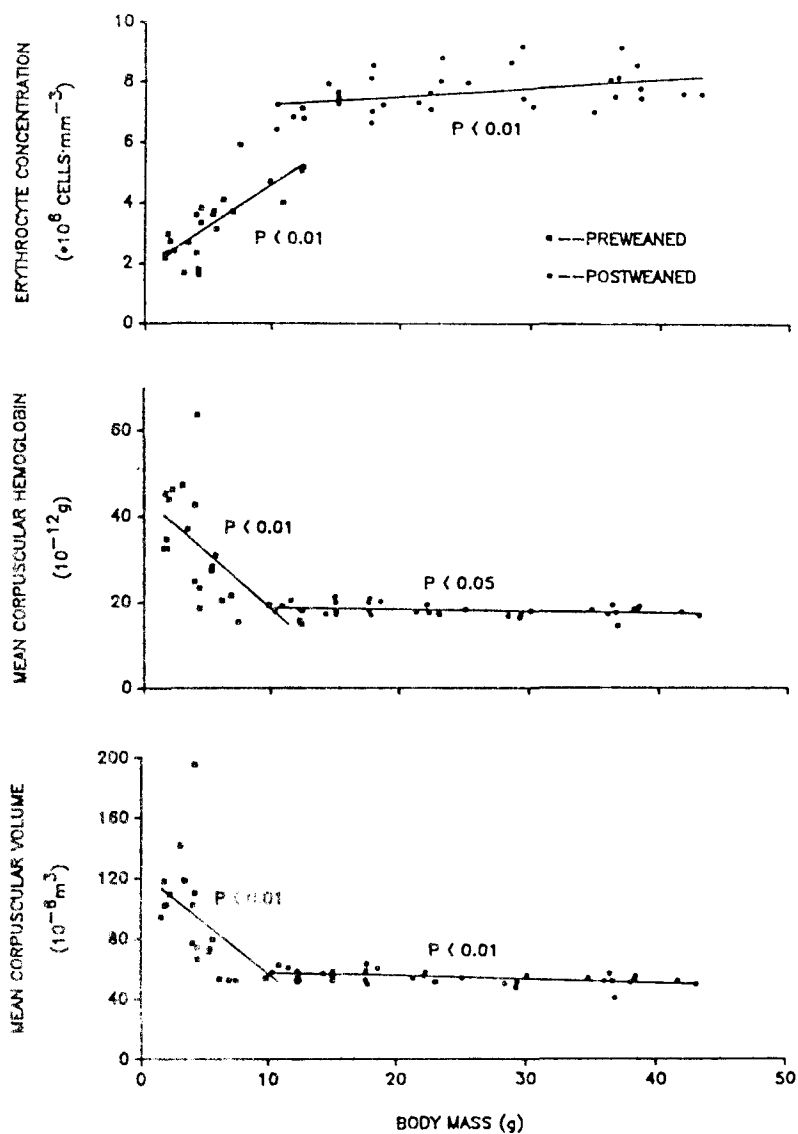 ERYTHROCYTE CONCENTRATION
(•10⁶ CELLS·mm⁻³)
10
8
6
4
2
0
P < 0.01
P < 0.01
■ -–– PREWEANED
• -–– POSTWEANED
MEAN CORPUSCULAR HEMOGLOBIN
(10⁻¹²g)
60
40
20
0
P < 0.01
P < 0.05
MEAN CORPUSCULAR VOLUME
(10⁻⁶m³)
200
160
120
80
40
0
P < 0.01
P < 0.01
0 10 20 30 40 50
BODY MASS (g)